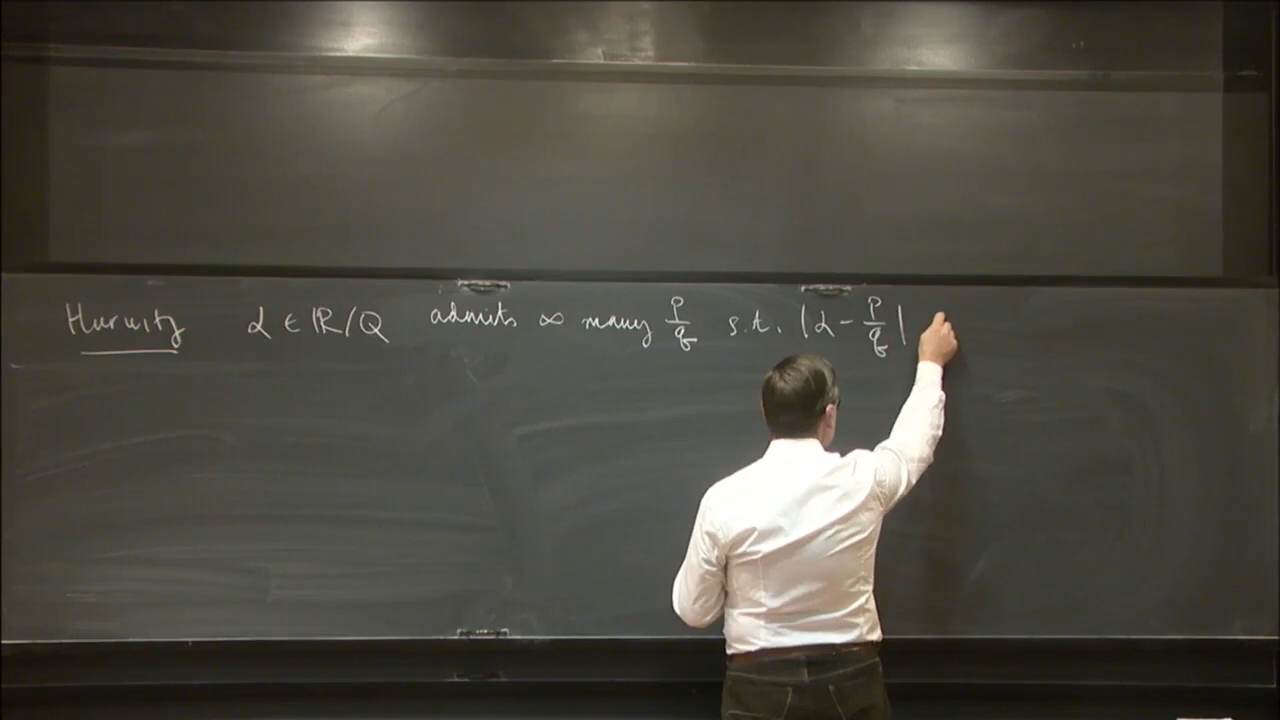 Hurwitz α ∈ ℝ/Q admits ∞ many p/q s.t. |α - p/q|